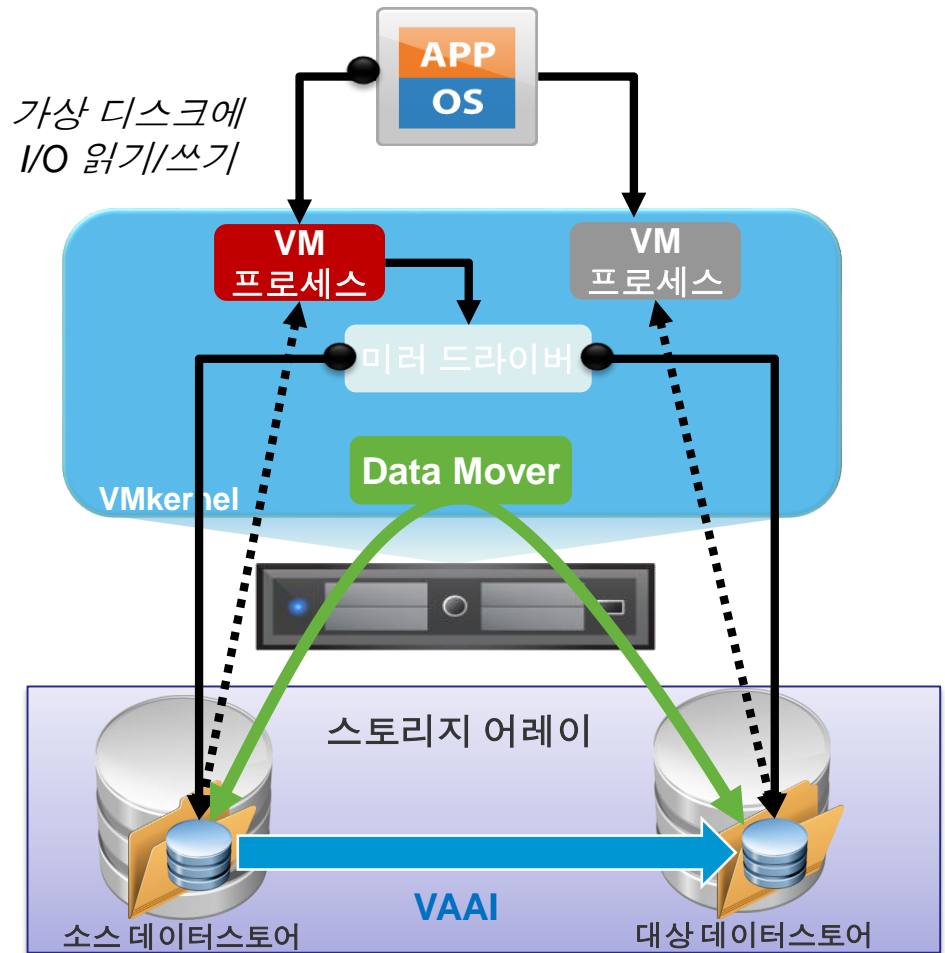 APP
OS
가상 디스크에
I/O 읽기/쓰기
VM
프로세스
VM
프로세스
미러 드라이버
Data Mover
VMkernel
스토리지 어레이
VAAI
소스 데이터스토어
대상 데이터스토어